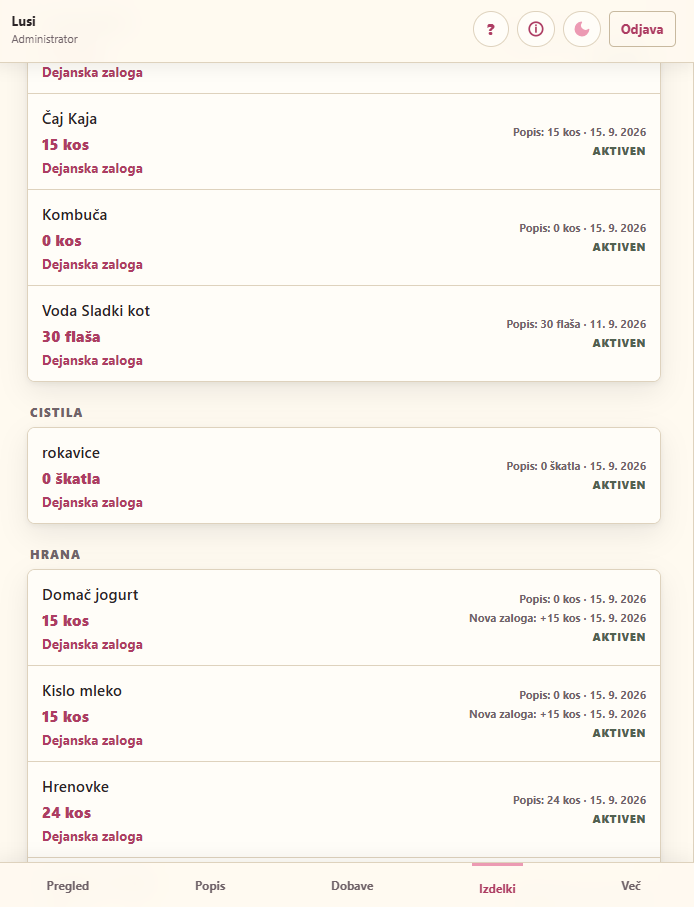 Lusi
Administrator
?
Odjava
Dejanska zaloga
Čaj Kaja
15 kos
Dejanska zaloga
Popis: 15 kos · 15. 9. 2026
AKTIVEN
Kombuča
0 kos
Dejanska zaloga
Popis: 0 kos · 15. 9. 2026
AKTIVEN
Voda Sladki kot
30 flaša
Dejanska zaloga
Popis: 30 flaša · 11. 9. 2026
AKTIVEN
CISTILA
rokavice
0 škatla
Dejanska zaloga
Popis: 0 škatla · 15. 9. 2026
AKTIVEN
HRANA
Domač jogurt
15 kos
Dejanska zaloga
Popis: 0 kos · 15. 9. 2026
Nova zaloga: +15 kos · 15. 9. 2026
AKTIVEN
Kislo mleko
15 kos
Dejanska zaloga
Popis: 0 kos · 15. 9. 2026
Nova zaloga: +15 kos · 15. 9. 2026
AKTIVEN
Hrenovke
24 kos
Dejanska zaloga
Popis: 24 kos · 15. 9. 2026
AKTIVEN
Pregled
Popis
Dobave
Izdelki
Več